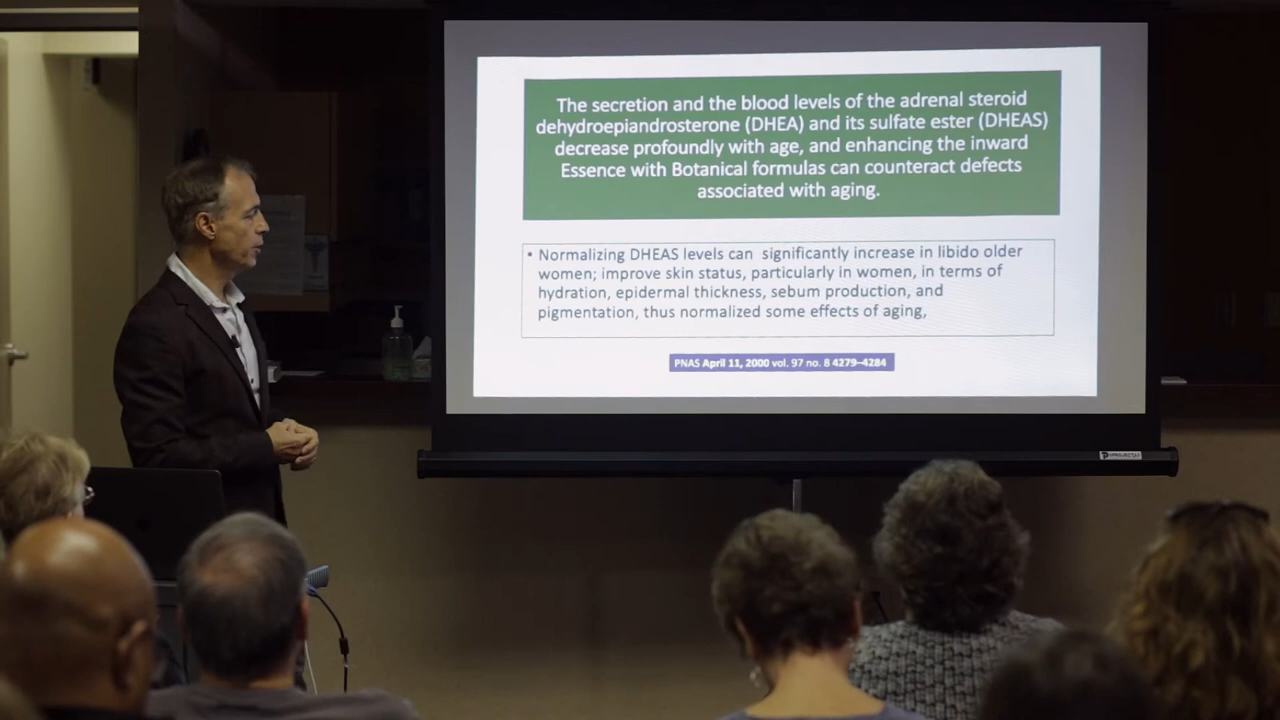 The secretion and the blood levels of the adrenal steroid
dehydroepiandrosterone (DHEA) and its sulfate ester (DHEAS)
decrease profoundly with age, and enhancing the inward
Essence with Botanical formulas can counteract defects
associated with aging.
• Normalizing DHEAS levels can  significantly increase in libido older
women; improve skin status, particularly in women, in terms of
hydration, epidermal thickness, sebum production, and
pigmentation, thus normalized some effects of aging,
PNAS April 11, 2000 vol. 97 no. 8 4279–4284